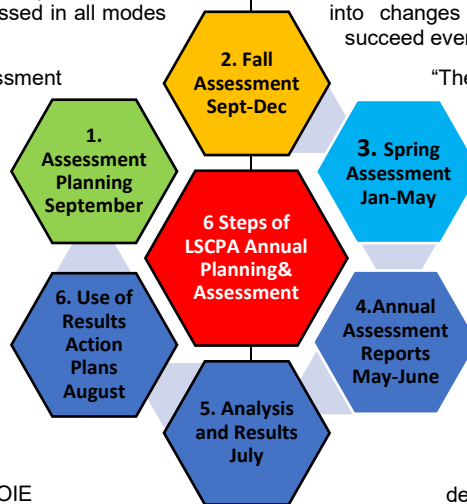 ssed in all modes
into changes
succeed ever
essment
“The
2. Fall
Assessment
Sept-Dec
1.
Assessment
Planning
September
3. Spring
Assessment
Jan-May
6 Steps of
LSCPA Annual
Planning&
Assessment
6. Use of
Results
Action
Plans
August
4.Annual
Assessment
Reports
May-June
5. Analysis
and Results
July
OIE
de